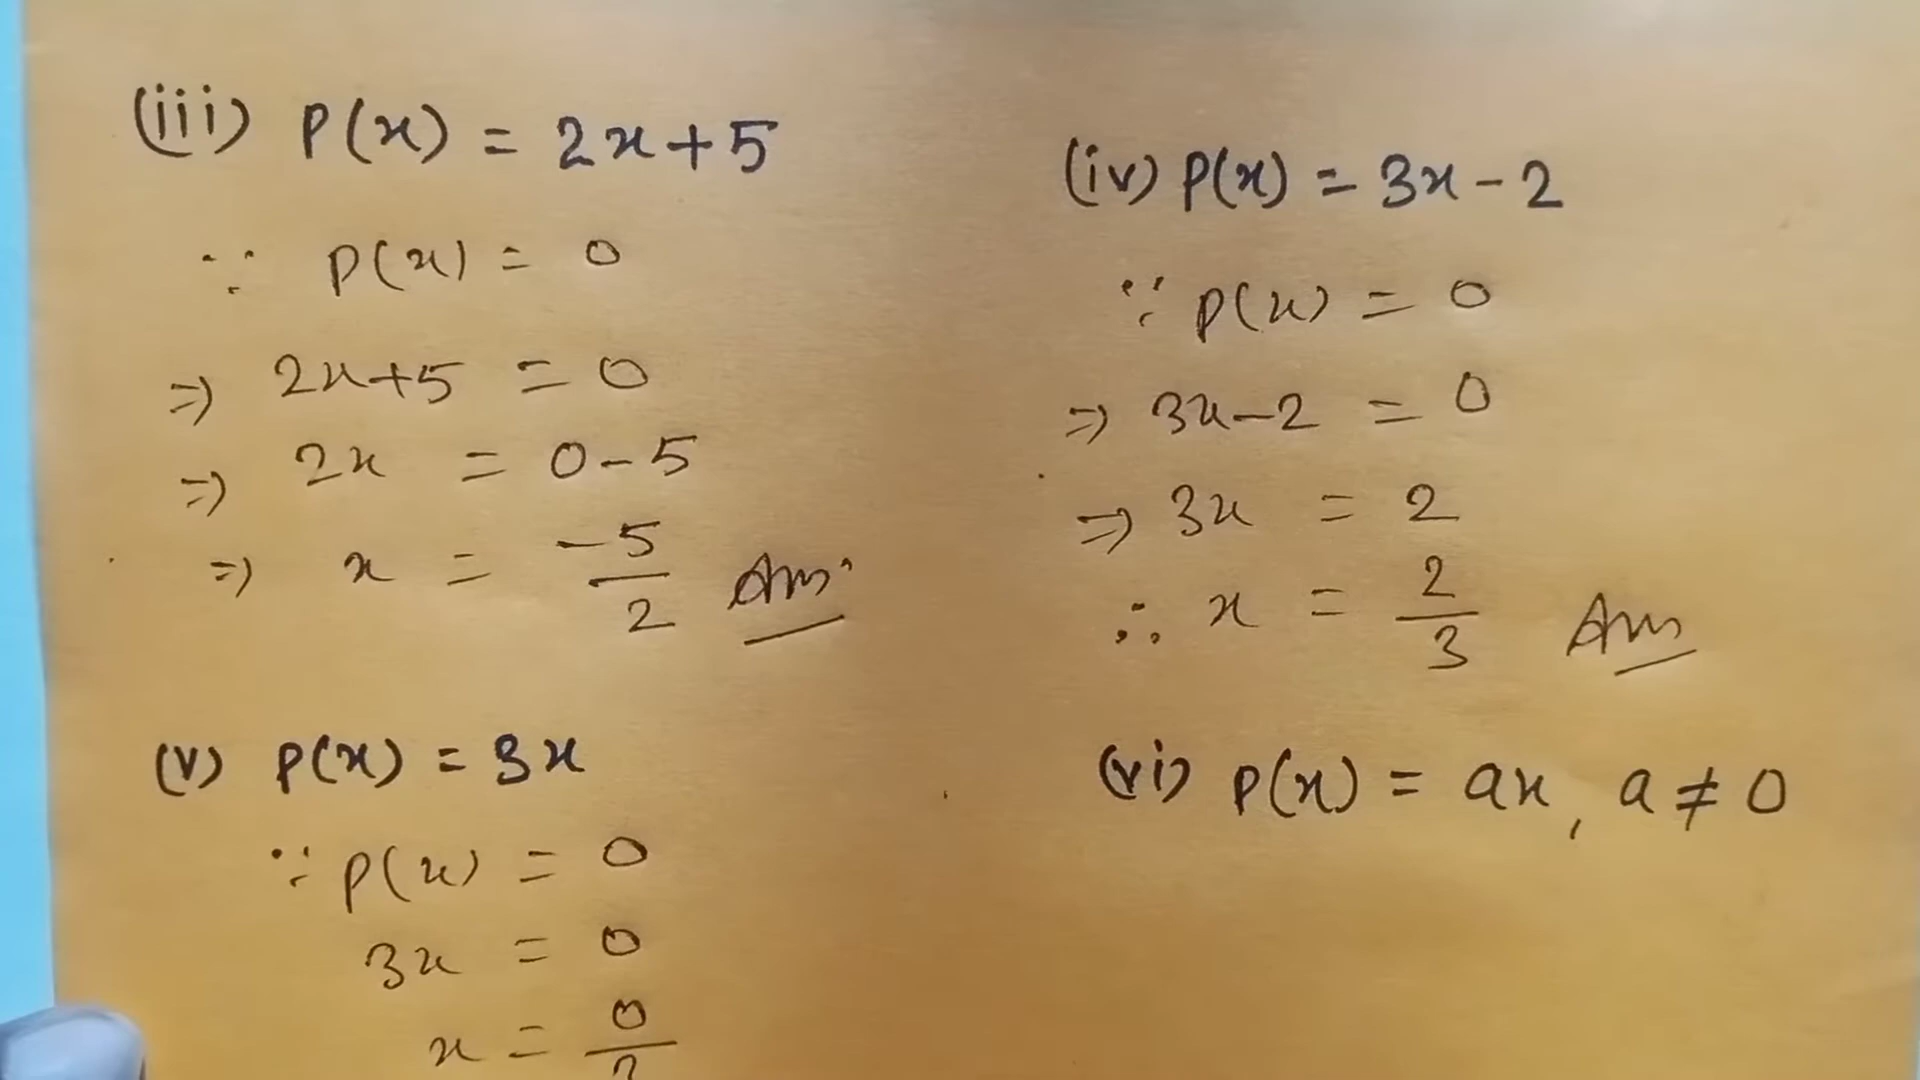 (iii) P(x) = 2x+5
∵ P(x) = 0
⇒ 2x+5 = 0
⇒ 2x = 0-5
⇒ x = -5/2 Ans.
(iv) P(x) = 3x-2
∵ P(x) = 0
⇒ 3x-2 = 0
⇒ 3x = 2
∴ x = 2/3 Ans
(v) P(x) = 3x
∵ P(x) = 0
3x = 0
x = 0
(vi) P(x) = ax, a ≠ 0